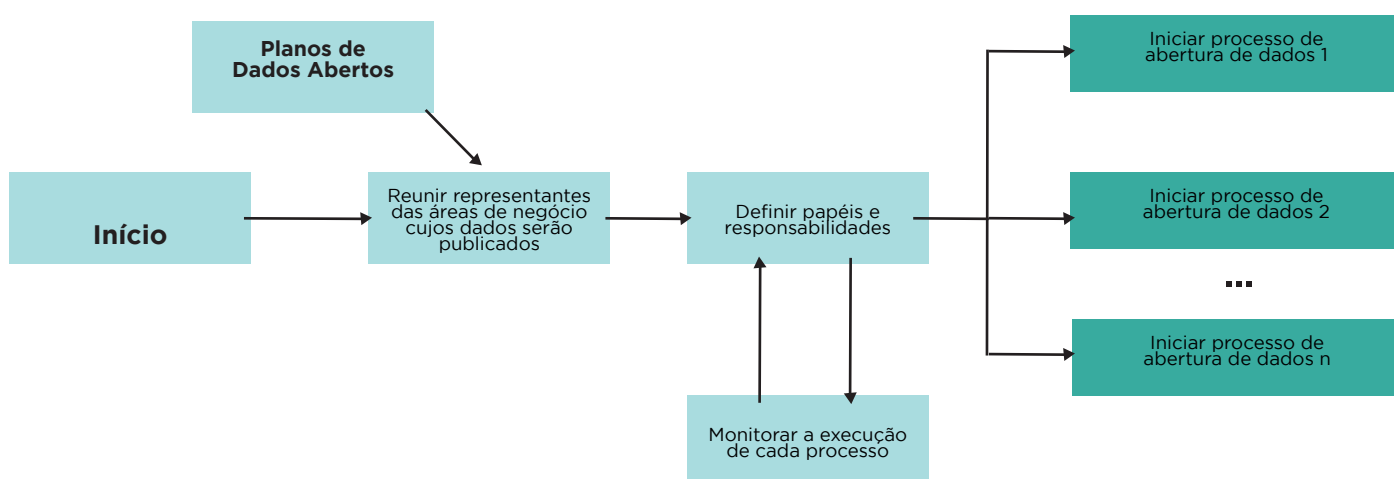 Planos de
Dados Abertos
Início
Reunir representantes
das áreas de negócio
cujos dados serão
publicados
Definir papéis e
responsabilidades
Monitorar a execução
de cada processo
Iniciar processo de
abertura de dados 1
Iniciar processo de
abertura de dados 2
...
Iniciar processo de
abertura de dados n